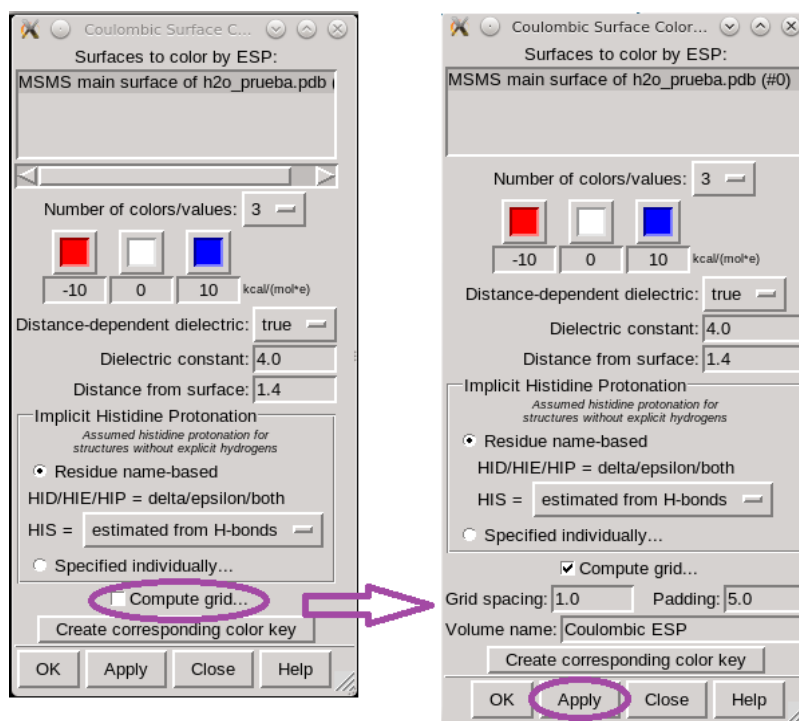 Coulombic Surface C...
Surfaces to color by ESP:
MSMS main surface of h2o_prueba.pdb (
Number of colors/values: 3
-10 0 10 kcal/(mol*e)
Distance-dependent dielectric: true
Dielectric constant: 4.0
Distance from surface: 1.4
Implicit Histidine Protonation
Assumed histidine protonation for
structures without explicit hydrogens
Residue name-based
HID/HIE/HIP = delta/epsilon/both
HIS = estimated from H-bonds
Specified individually...
Compute grid...
Create corresponding color key
OK Apply Close Help
Coulombic Surface Color...
Surfaces to color by ESP:
MSMS main surface of h2o_prueba.pdb (#0)
Number of colors/values: 3
-10 0 10 kcal/(mol*e)
Distance-dependent dielectric: true
Dielectric constant: 4.0
Distance from surface: 1.4
Implicit Histidine Protonation
Assumed histidine protonation for
structures without explicit hydrogens
Residue name-based
HID/HIE/HIP = delta/epsilon/both
HIS = estimated from H-bonds
Specified individually...
Compute grid...
Grid spacing: 1.0 Padding: 5.0
Volume name: Coulombic ESP
Create corresponding color key
OK Apply Close Help